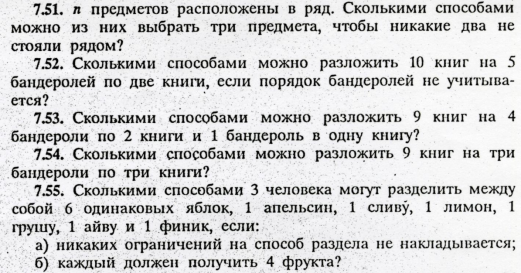 7.51. n предметов расположены в ряд. Сколькими способами
можно из них выбрать три предмета, чтобы никакие два не
стояли рядом?
7.52. Сколькими способами можно разложить 10 книг на 5
бандеролей по две книги, если порядок бандеролей не учитыва-
ется?
7.53. Сколькими способами можно разложить 9 книг на 4
бандероли по 2 книги и 1 бандероль в одну книгу?
7.54. Сколькими способами можно разложить 9 книг на три
бандероли по три книги?
7.55. Сколькими способами 3 человека могут разделить между
собой 6 одинаковых яблок, 1 апельсин, 1 сливу, 1 лимон, 1
грушу, 1 айву и 1 финик, если:
а) никаких ограничений на способ раздела не накладывается;
б) каждый должен получить 4 фрукта?